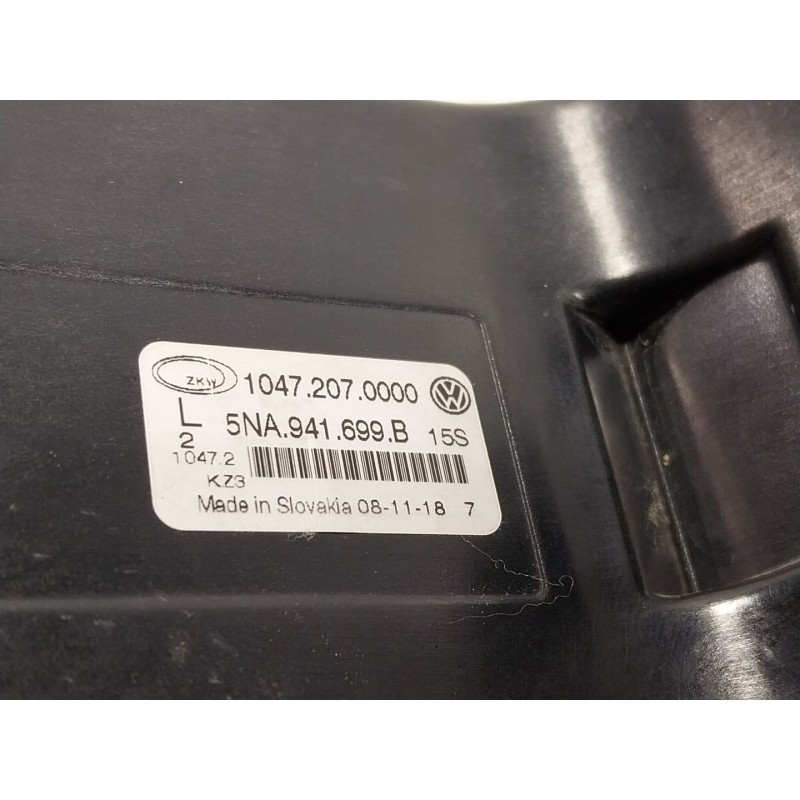 ZKW 1047.207.0000
L 5NA.941.699.B 15S
2
1047.2
KZ3
Made in Slovakia 08-11-18 7